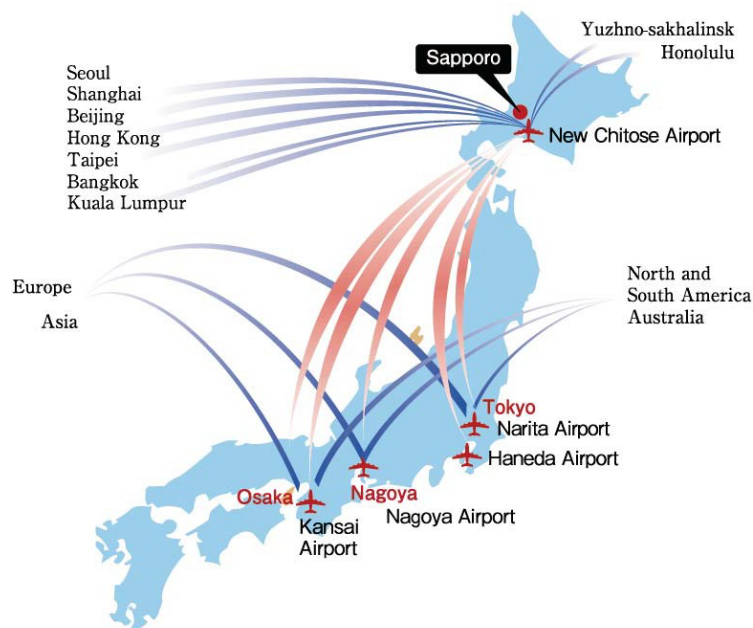 Yuzhno-sakhalinsk
Honolulu
Sapporo
Seoul
Shanghai
Beijing
Hong Kong
Taipei
Bangkok
Kuala Lumpur
New Chitose Airport
Europe
Asia
North and
South America
Australia
Tokyo
Narita Airport
Haneda Airport
Osaka
Kansai
Airport
Nagoya
Nagoya Airport